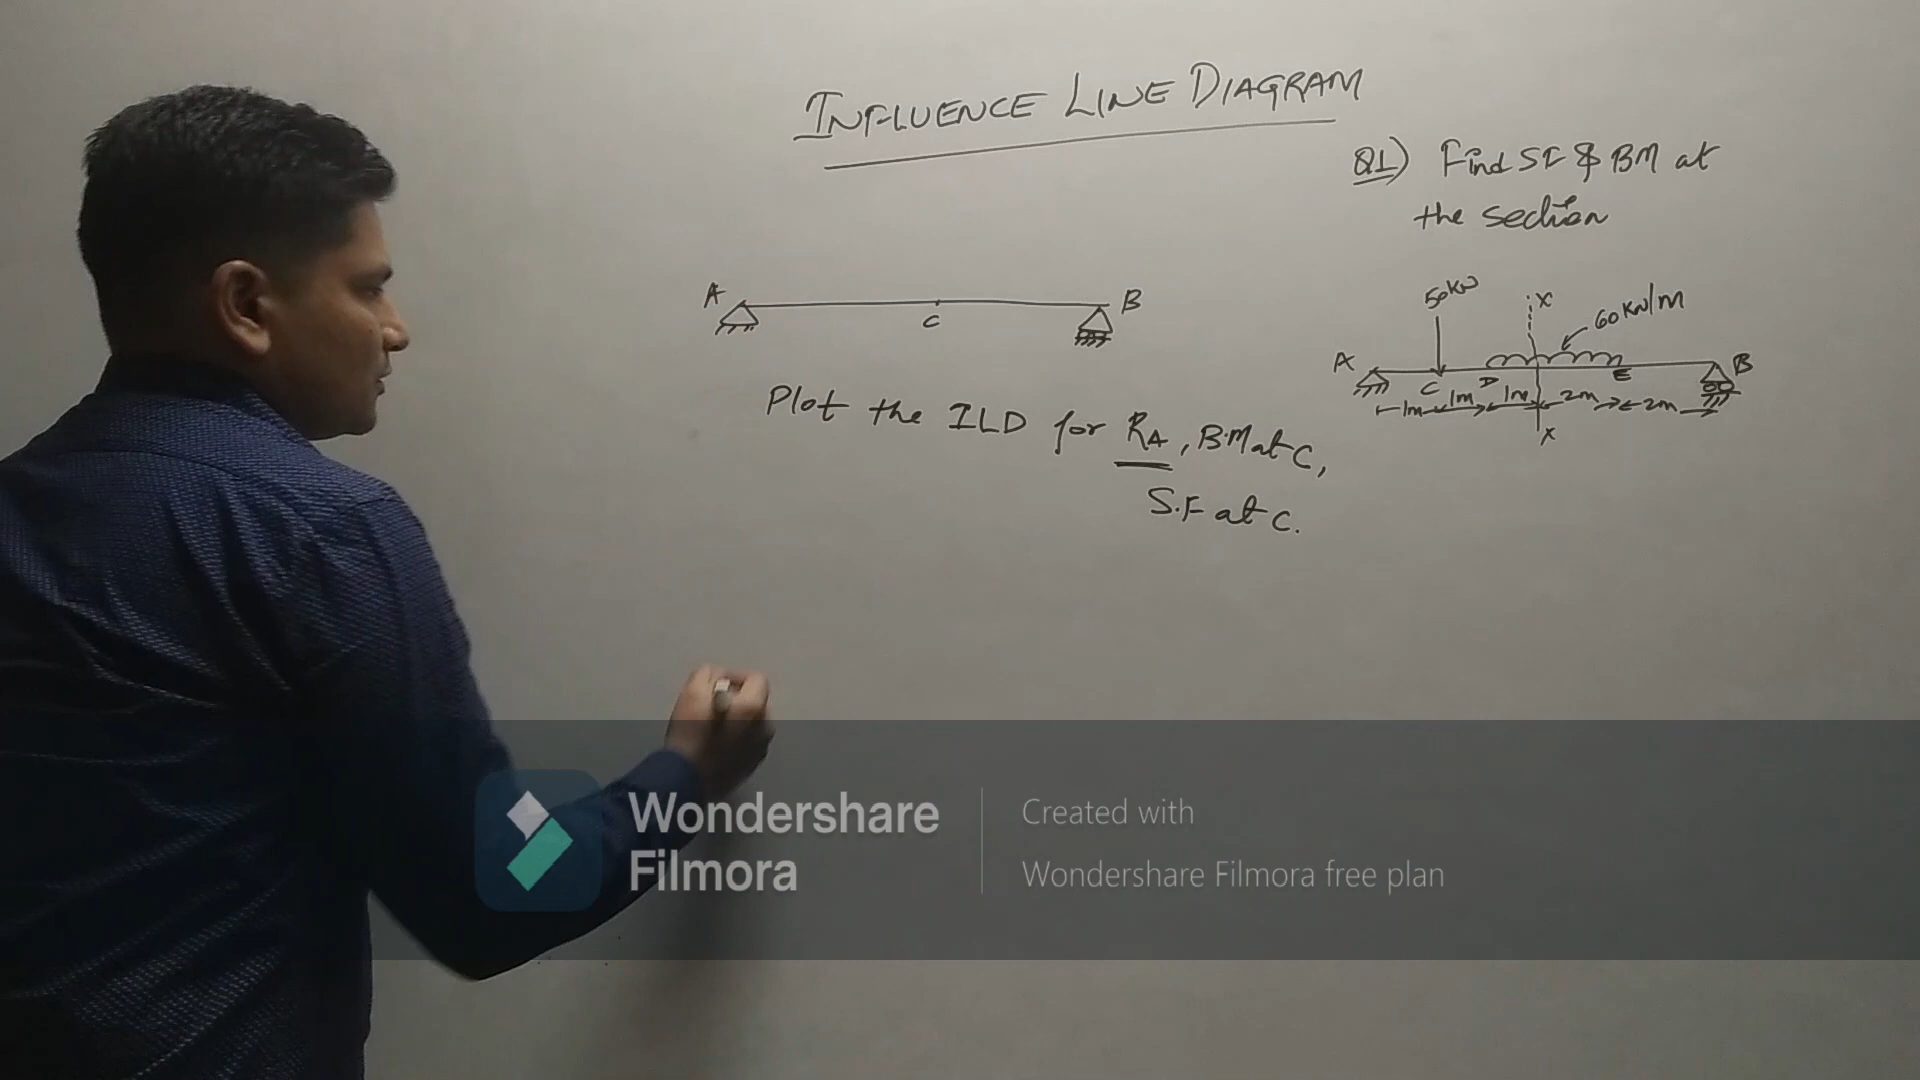 INFLUENCE LINE DIAGRAM
Q1) Find SF & BM at
the section
A
C
B
50kN
X
60KN/M
A
C
D
E
B
1m
1m
1m
2m
2m
X
Plot the ILD for RA, B.M at C,
S.F at C.
Wondershare
Filmora
Created with
Wondershare Filmora free plan